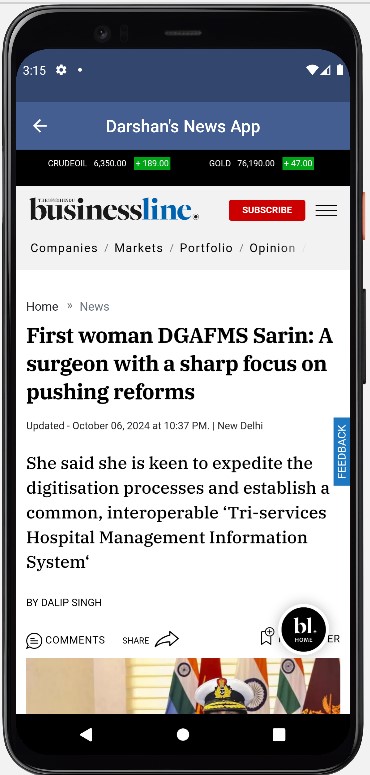 3:15
Darshan's News App
CRUDEOIL 6,350.00 + 189.00 GOLD 76,190.00 + 47.00
businessline.
SUBSCRIBE
Companies / Markets / Portfolio / Opinion /
Home » News
First woman DGAFMS Sarin: A
surgeon with a sharp focus on
pushing reforms
Updated - October 06, 2024 at 10:37 PM. | New Delhi
FEEDBACK
She said she is keen to expedite the
digitisation processes and establish a
common, interoperable ‘Tri-services
Hospital Management Information
System‘
BY DALIP SINGH
COMMENTS SHARE
bl.
HOME